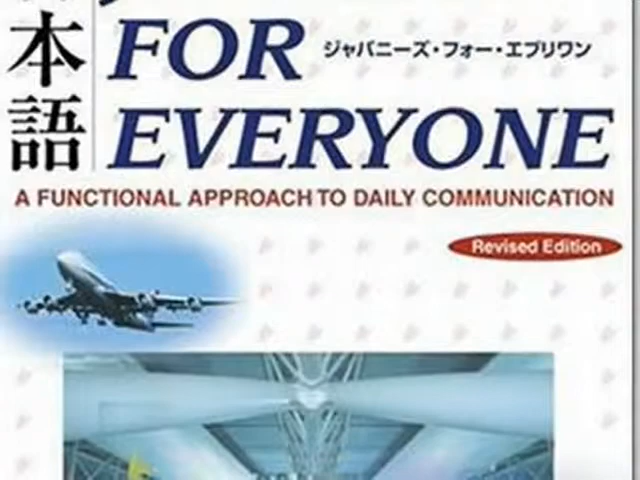 本語
FOR
ジャパニーズ・フォー・エブリワン
EVERYONE
A FUNCTIONAL APPROACH TO DAILY COMMUNICATION
Revised Edition